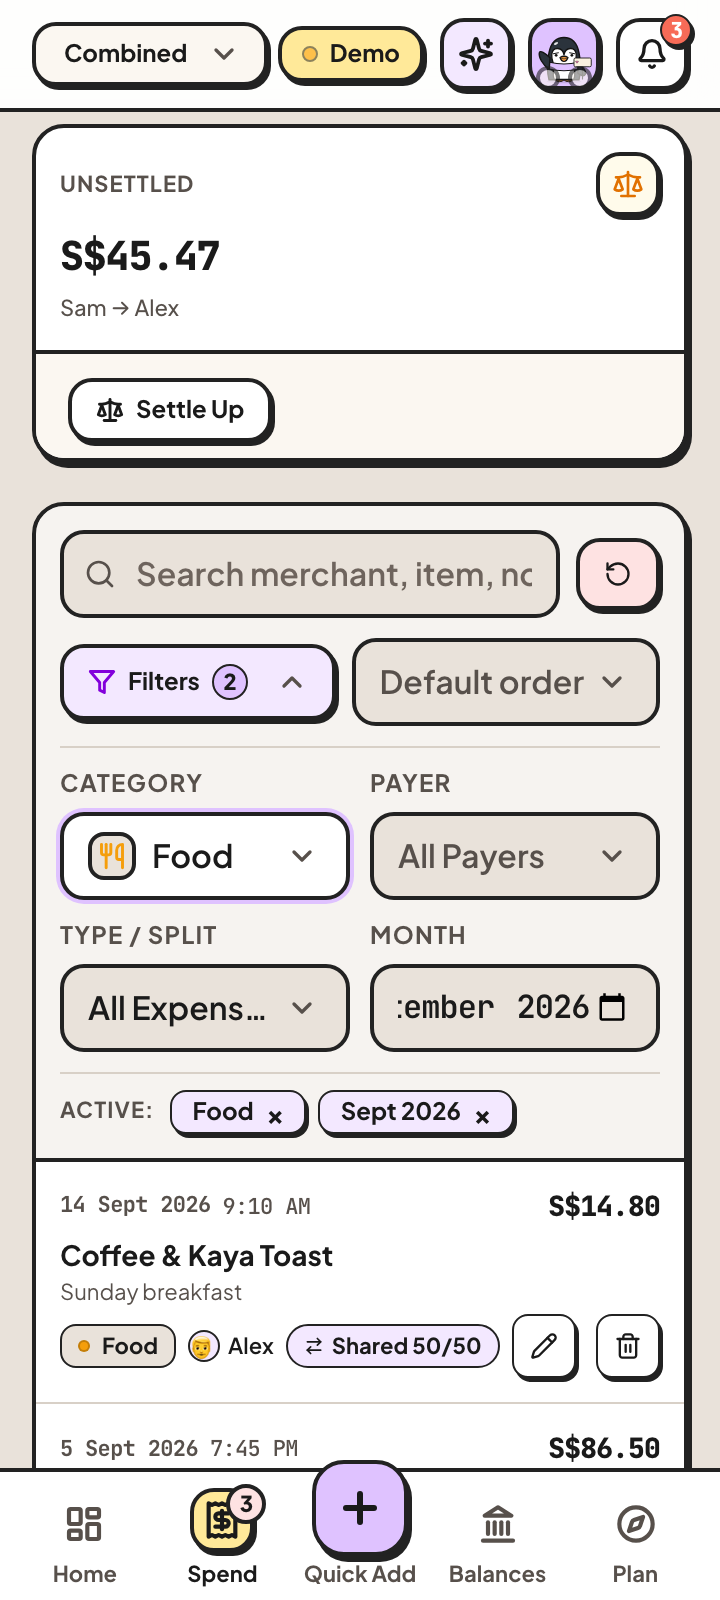 Combined
Demo
3
UNSETTLED
S$45.47
Sam → Alex
Settle Up
Search merchant, item, no
Filters 2
Default order
CATEGORY PAYER
Food All Payers
TYPE / SPLIT MONTH
All Expens... ember 2026
ACTIVE: Food × Sept 2026 ×
14 Sept 2026 9:10 AM S$14.80
Coffee & Kaya Toast
Sunday breakfast
Food Alex Shared 50/50
5 Sept 2026 7:45 PM S$86.50
3
Home Spend Quick Add Balances Plan